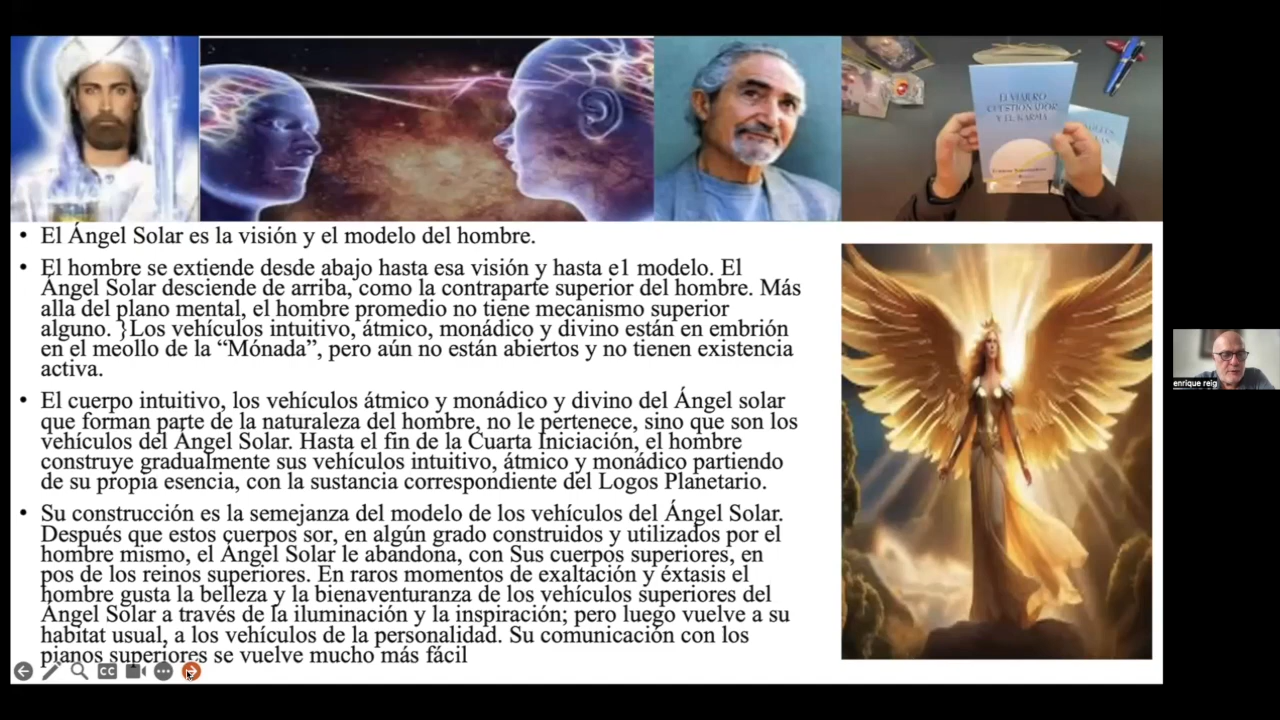 EL VIAJERO
CUESTIONADOR
Y EL KARMA
• El Ángel Solar es la visión y el modelo del hombre.
• El hombre se extiende desde abajo hasta esa visión y hasta e1 modelo. El
Ángel Solar desciende de arriba, como la contraparte superior del hombre. Más
alla del plano mental, el hombre promedio no tiene mecanismo superior
alguno. }Los vehículos intuitivo, átmico, monádico y divino están en embrión
en el meollo de la “Mónada”, pero aún no están abiertos y no tienen existencia
activa.
• El cuerpo intuitivo, los vehículos átmico y monádico y divino del Ángel solar
que forman parte de la naturaleza del hombre, no le pertenece, sino que son los
vehículos del Ángel Solar. Hasta el fin de la Cuarta Iniciación, el hombre
construye gradualmente sus vehículos intuitivo, átmico y monádico partiendo
de su propia esencia, con la sustancia correspondiente del Logos Planetario.
• Su construcción es la semejanza del modelo de los vehículos del Ángel Solar.
Después que estos cuerpos sor, en algún grado construidos y utilizados por el
hombre mismo, el Ángel Solar le abandona, con Sus cuerpos superiores, en
pos de los reinos superiores. En raros momentos de exaltación y éxtasis el
hombre gusta la belleza y la bienaventuranza de los vehículos superiores del
Ángel Solar a través de la iluminación y la inspiración; pero luego vuelve a su
habitat usual, a los vehículos de la personalidad. Su comunicación con los
pianos superiores se vuelve mucho más fácil
CC
enrique reig